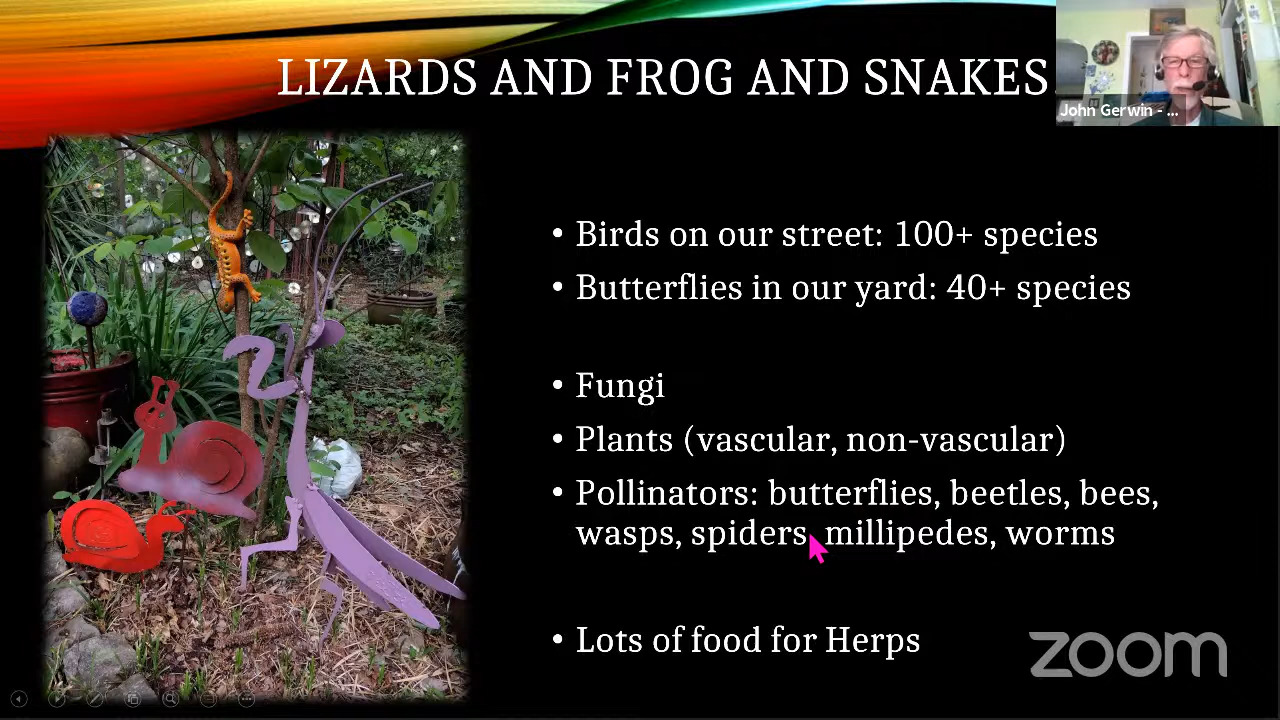 LIZARDS AND FROG AND SNAKES
John Gerwin - ...
• Birds on our street: 100+ species
• Butterflies in our yard: 40+ species
• Fungi
• Plants (vascular, non-vascular)
• Pollinators: butterflies, beetles, bees,
wasps, spiders, millipedes, worms
• Lots of food for Herps
zoom